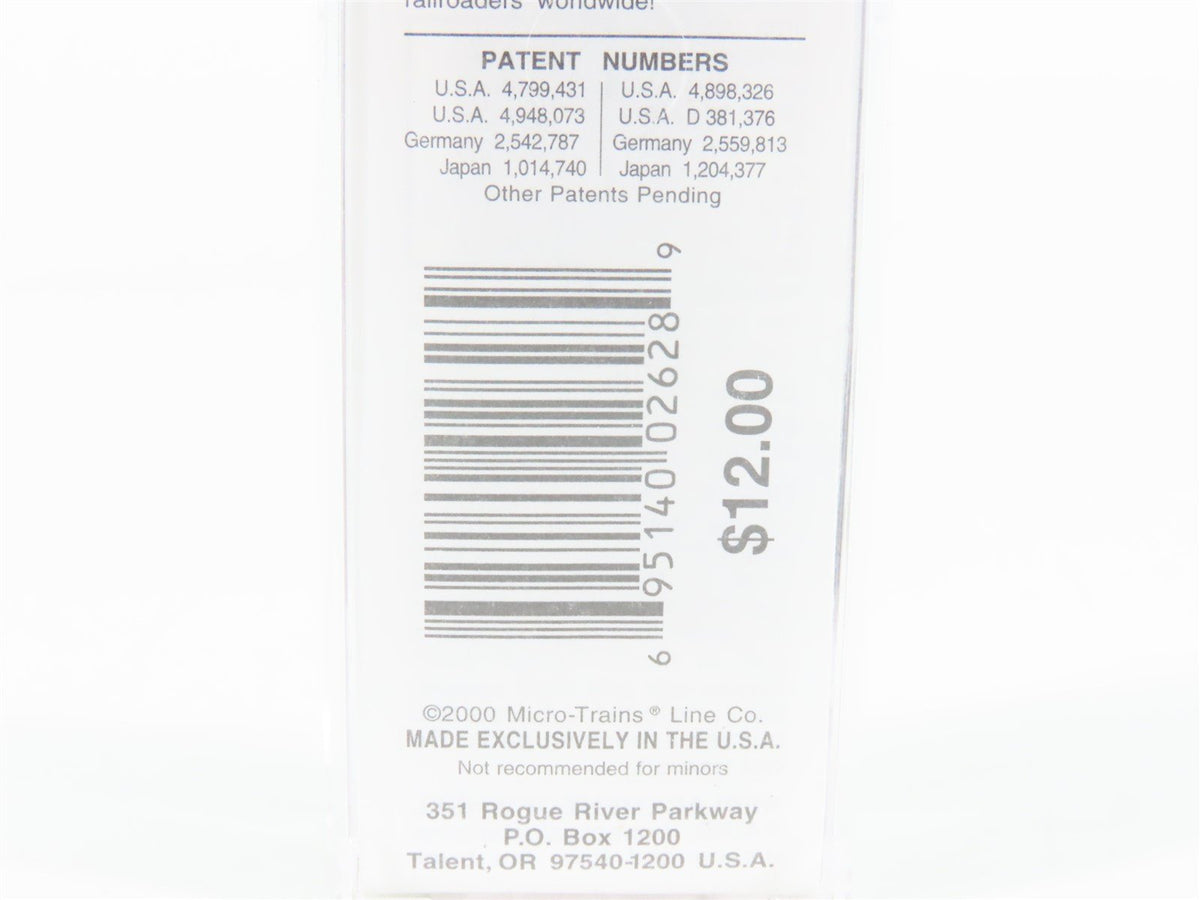 railroaders worldwide!
PATENT NUMBERS
U.S.A. 4,799,431 U.S.A. 4,898,326
U.S.A. 4,948,073 U.S.A. D 381,376
Germany 2,542,787 Germany 2,559,813
Japan 1,014,740 Japan 1,204,377
Other Patents Pending
6 95140 02628 9
$12.00
©2000 Micro-Trains® Line Co.
MADE EXCLUSIVELY IN THE U.S.A.
Not recommended for minors
351 Rogue River Parkway
P.O. Box 1200
Talent, OR 97540-1200 U.S.A.